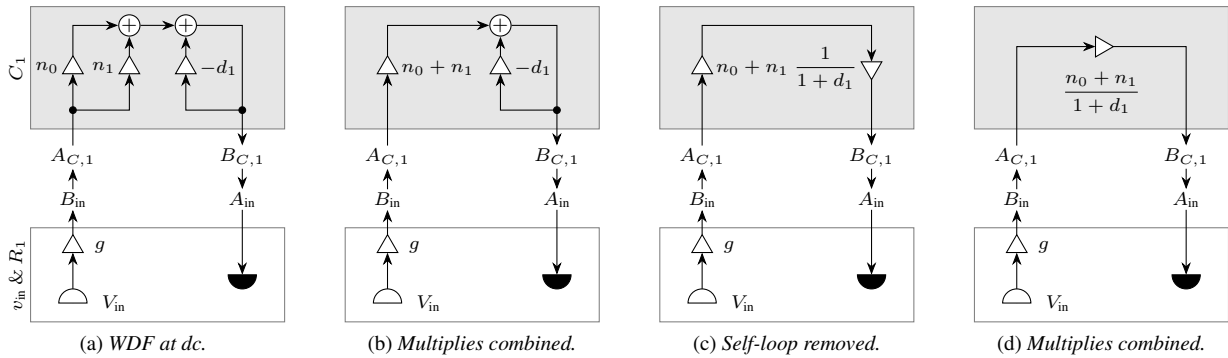 C₁
n₀ n₁ −d₁
A_{C,1} B_{C,1}
B_in A_in
v_in & R₁
g
V_in
(a) WDF at dc.
n₀ + n₁ −d₁
A_{C,1} B_{C,1}
B_in A_in
g
V_in
(b) Multiplies combined.
n₀ + n₁ 1
1 + d₁
A_{C,1} B_{C,1}
B_in A_in
g
V_in
(c) Self-loop removed.
n₀ + n₁
1 + d₁
A_{C,1} B_{C,1}
B_in A_in
g
V_in
(d) Multiplies combined.